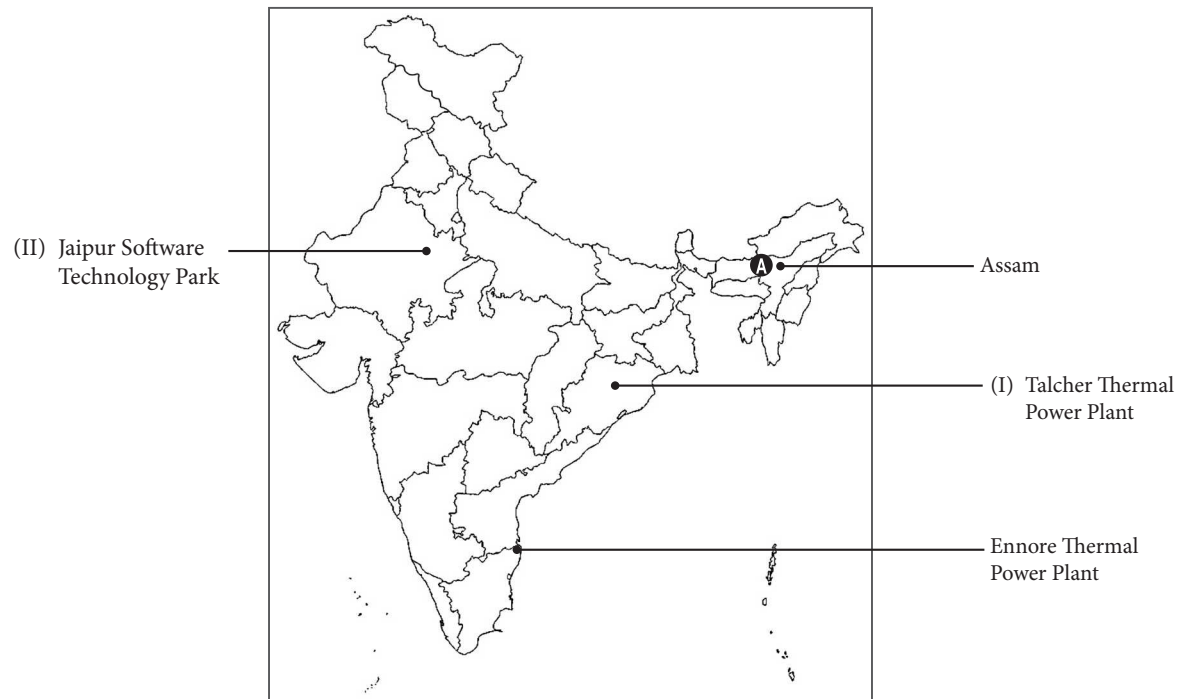 (II) Jaipur Software
Technology Park
A
Assam
(I) Talcher Thermal
Power Plant
Ennore Thermal
Power Plant